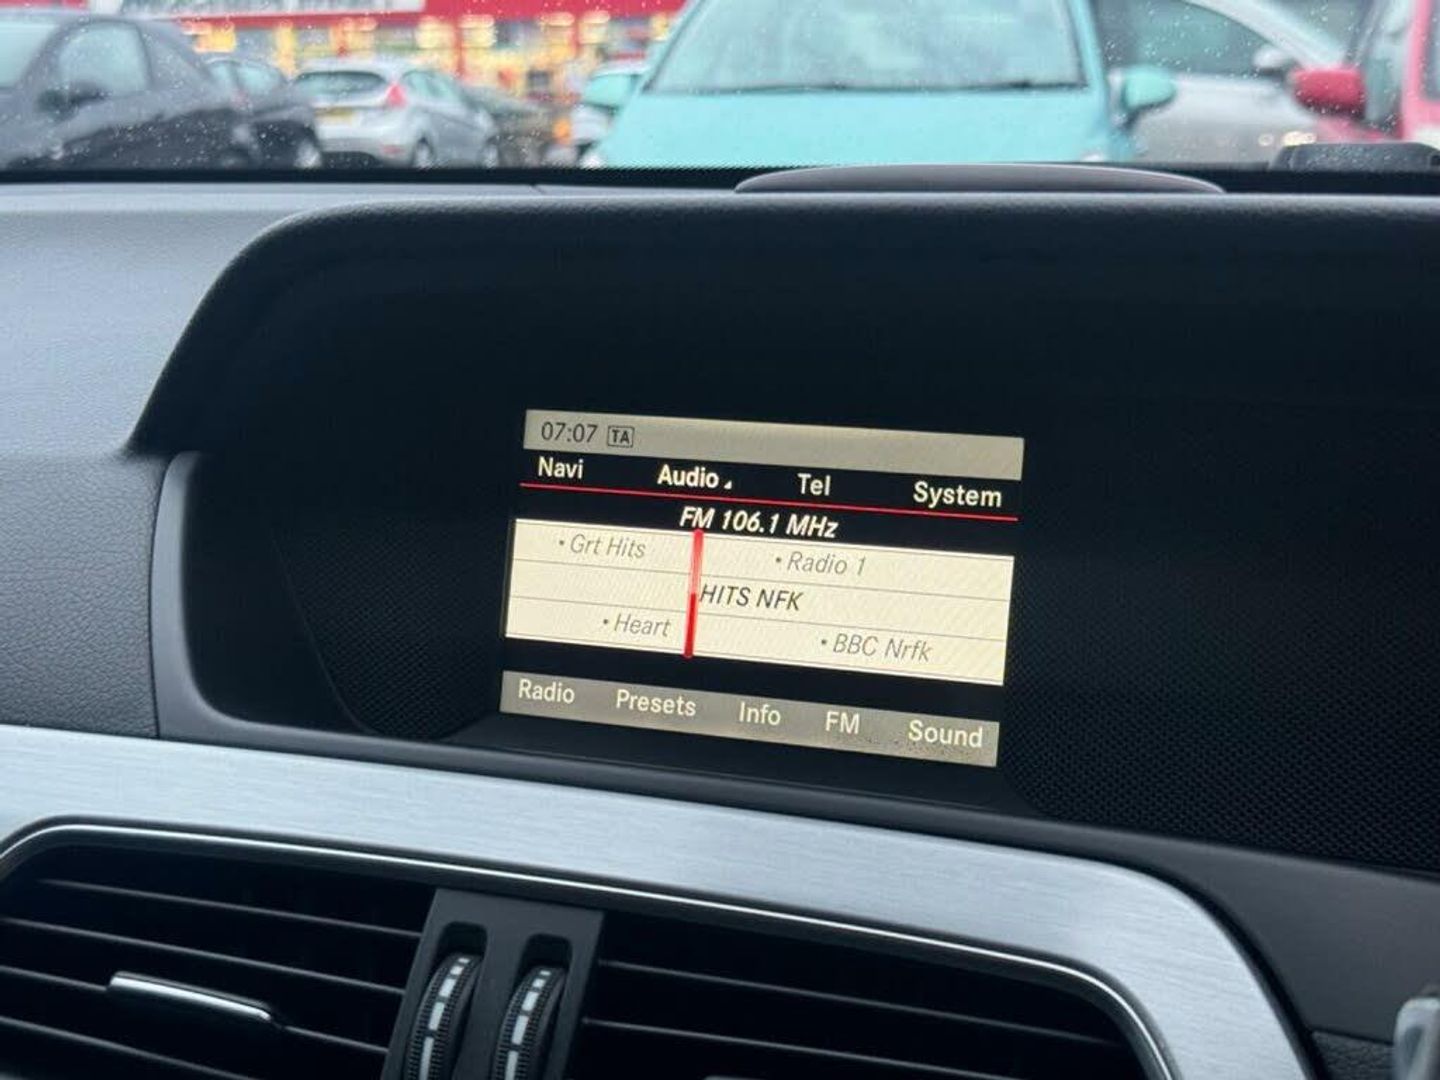 07:07 TA
Navi Audio Tel System
FM 106.1 MHz
• Grt Hits • Radio 1
HITS NFK
• Heart • BBC Nrfk
Radio Presets Info FM Sound